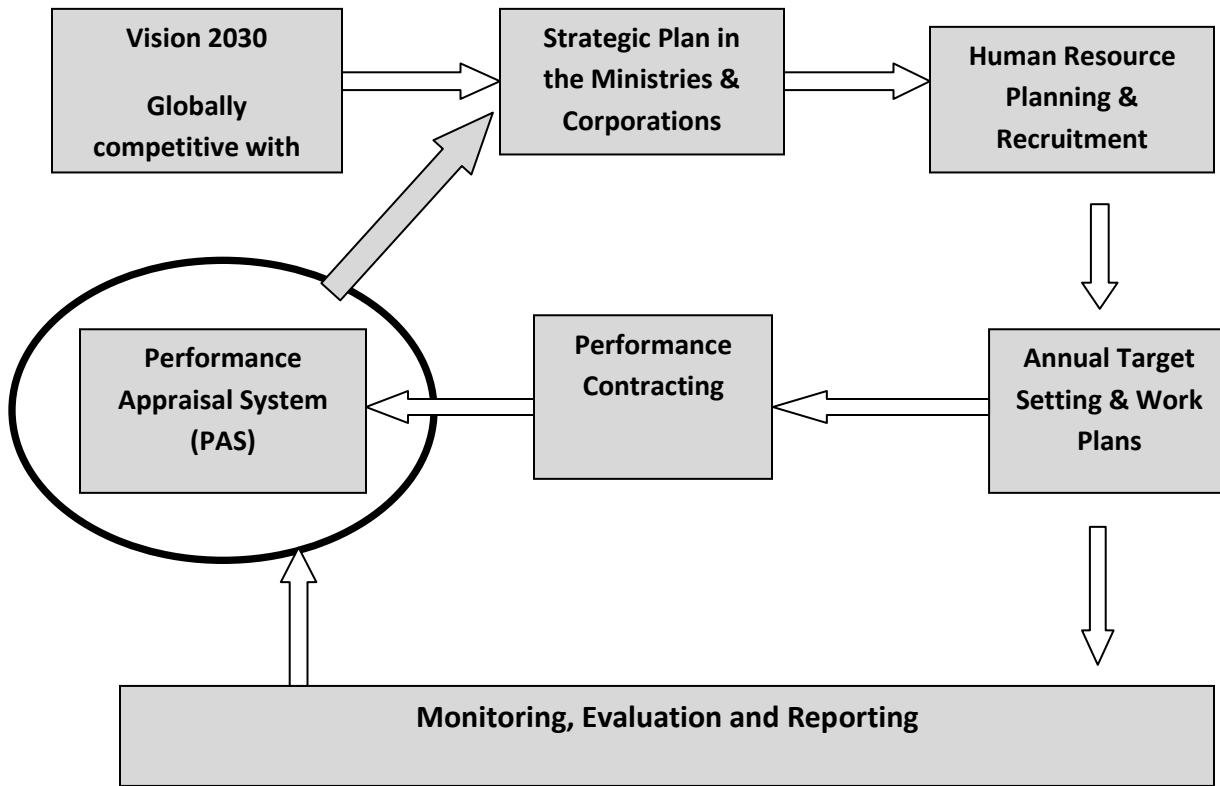 Vision 2030
Globally
competitive with
Strategic Plan in
the Ministries &
Corporations
Human Resource
Planning &
Recruitment
Performance
Appraisal System
(PAS)
Performance
Contracting
Annual Target
Setting & Work
Plans
Monitoring, Evaluation and Reporting